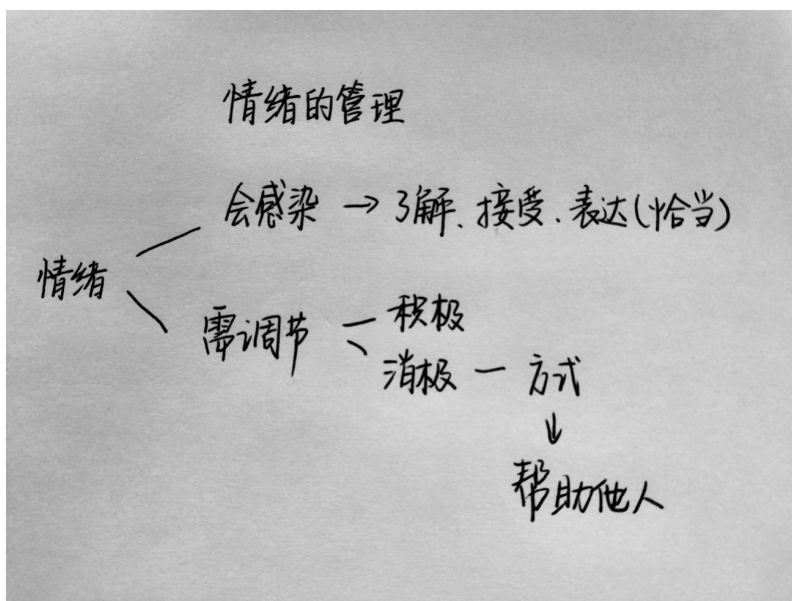 情绪的管理
会感染 → 了解、接受、表达(恰当)
情绪
需调节
积极
消极 — 方式
↓
帮助他人